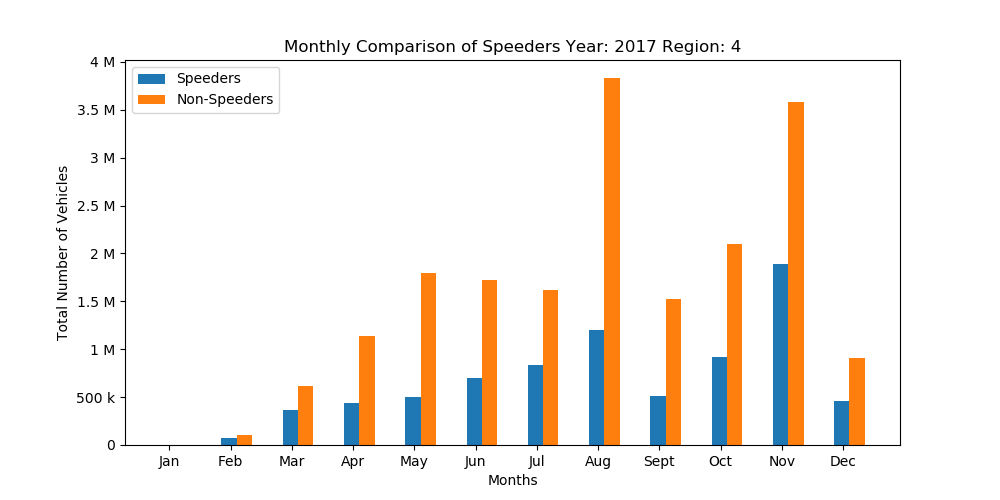 Monthly Comparison of Speeders Year: 2017 Region: 4
4 M
3.5 M
3 M
2.5 M
2 M
1.5 M
1 M
500 k
0
Total Number of Vehicles
Speeders
Non-Speeders
Jan Feb Mar Apr May Jun Jul Aug Sept Oct Nov Dec
Months